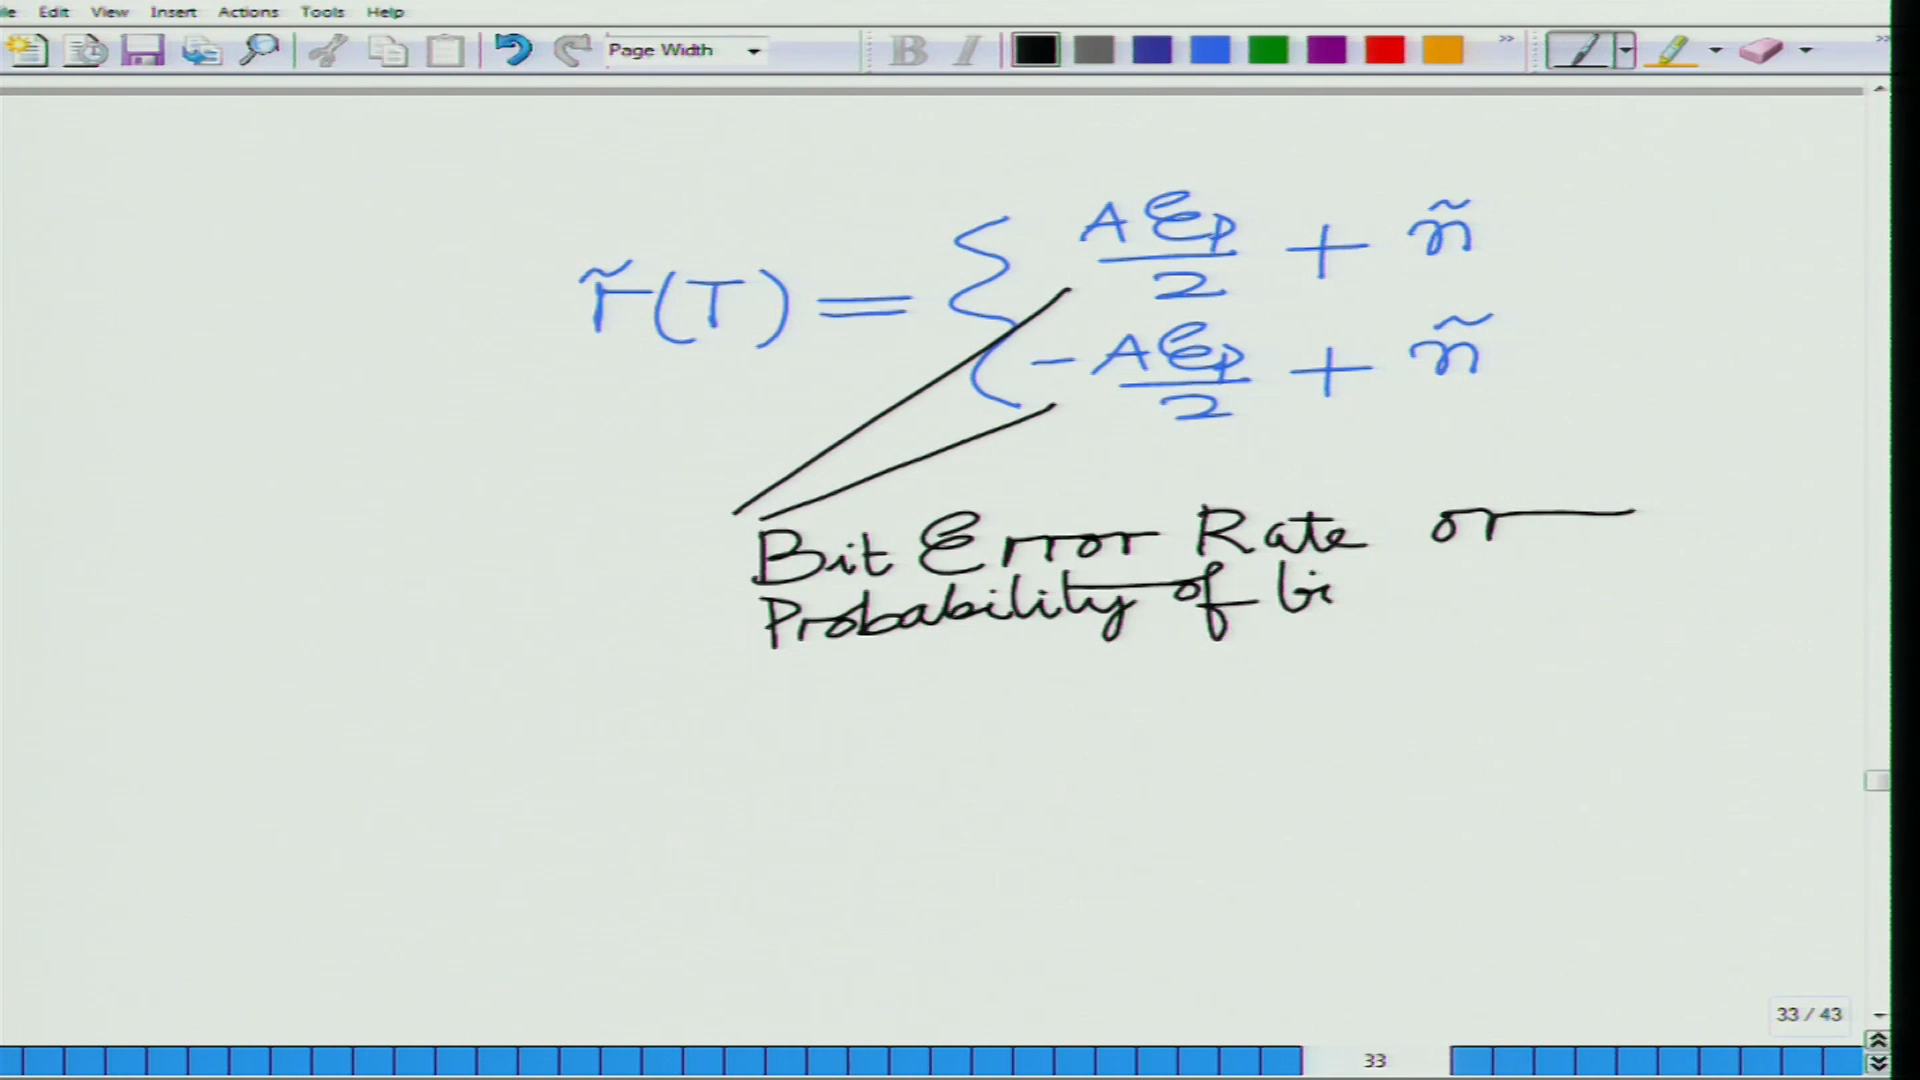 File Edit View Insert Actions Tools Help
Page Width B I
r̃(T) = { AEp/2 + ñ
-AEp/2 + ñ
Bit Error Rate or
Probability of bi
33 / 43
33